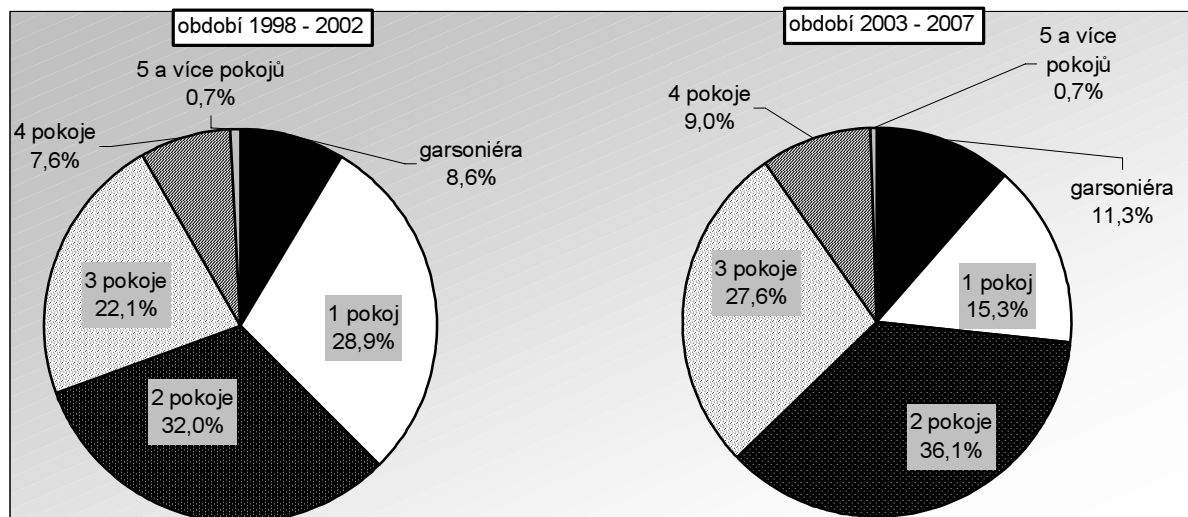 období 1998 - 2002
5 a více pokojů
0,7%
4 pokoje
7,6%
garsoniéra
8,6%
3 pokoje
22,1%
1 pokoj
28,9%
2 pokoje
32,0%
období 2003 - 2007
5 a více
pokojů
0,7%
4 pokoje
9,0%
garsoniéra
11,3%
3 pokoje
27,6%
1 pokoj
15,3%
2 pokoje
36,1%